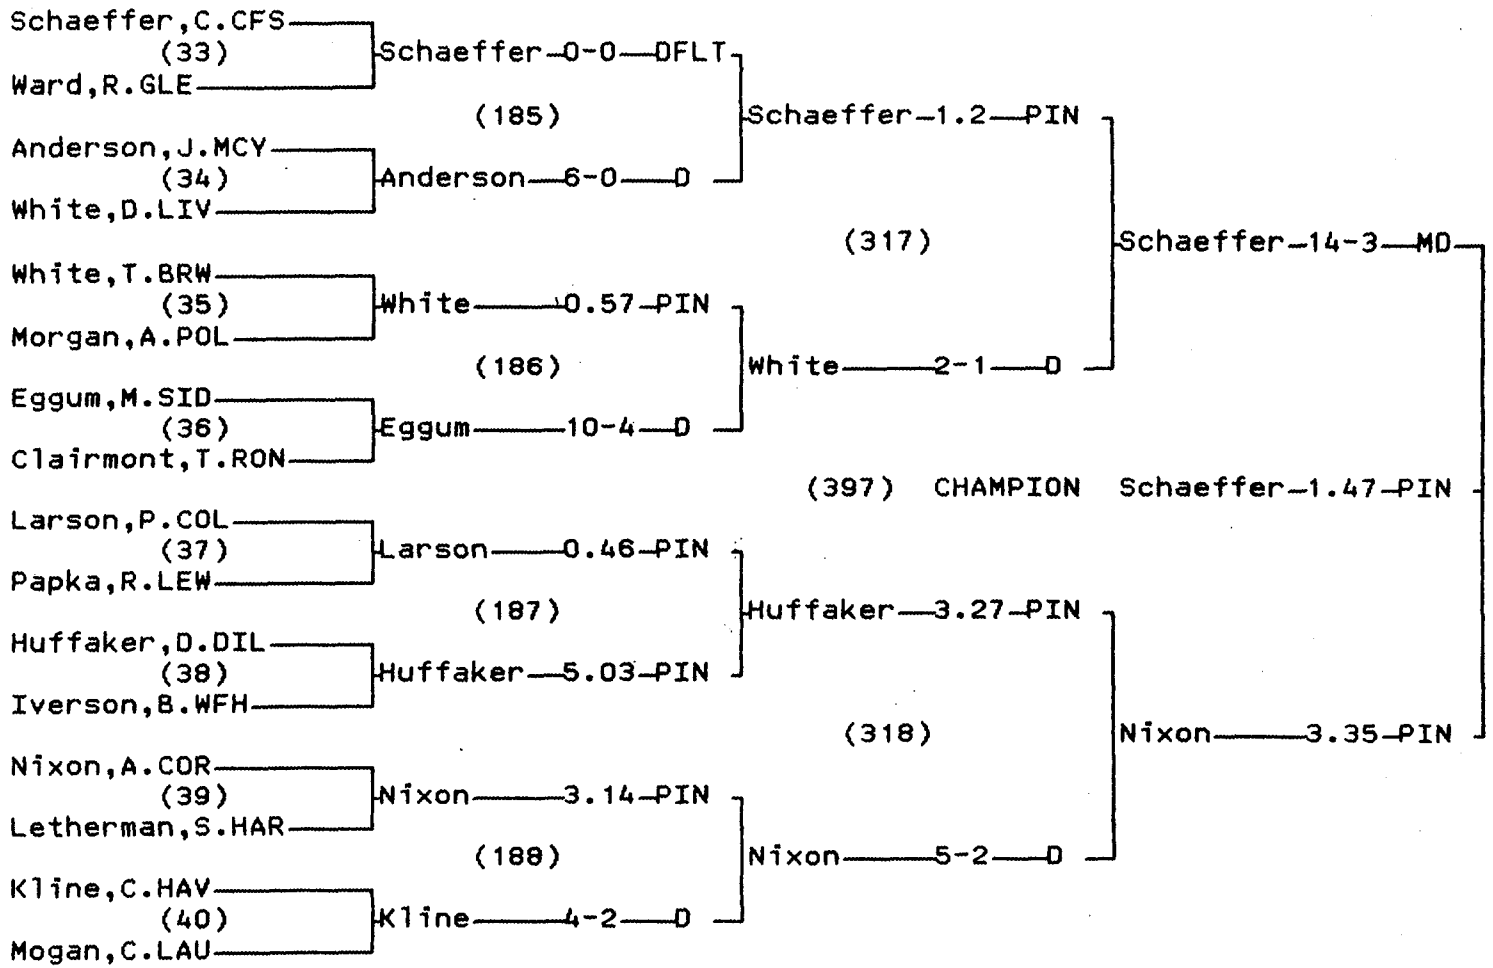 Schaeffer,C.CFS
(33) Schaeffer 0-0 DFLT
Ward,R.GLE
(185) Schaeffer 1.2 PIN
Anderson,J.MCY
(34) Anderson 6-0 D
White,D.LIV
(317) Schaeffer 14-3 MD
White,T.BRW
(35) White 0.57 PIN
Morgan,A.POL
(186) White 2-1 D
Eggum,M.SID
(36) Eggum 10-4 D
Clairmont,T.RON
(397) CHAMPION Schaeffer 1.47 PIN
Larson,P.COL
(37) Larson 0.46 PIN
Papka,R.LEW
(187) Huffaker 3.27 PIN
Huffaker,D.DIL
(38) Huffaker 5.03 PIN
Iverson,B.WFH
(318) Nixon 3.35 PIN
Nixon,A.COR
(39) Nixon 3.14 PIN
Letherman,S.HAR
(188) Nixon 5-2 D
Kline,C.HAV
(40) Kline 4-2 D
Mogan,C.LAU